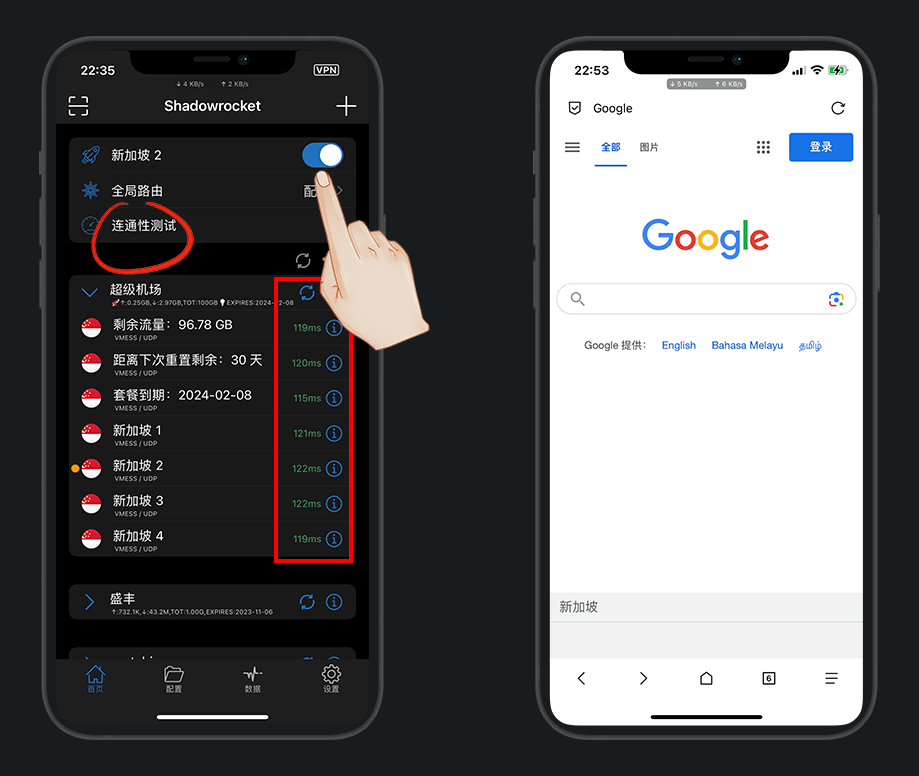 22:35
VPN
↓ 4 KB/s ↑ 2 KB/s
Shadowrocket
新加坡 2
全局路由
配
连通性测试
超级机场
🚀↑:0.25GB,↓:2.97GB,TOT:100GB💡EXPIRES:2024-02-08
剩余流量：96.78 GB
VMESS / UDP
119ms
距离下次重置剩余：30 天
VMESS / UDP
120ms
套餐到期：2024-02-08
VMESS / UDP
115ms
新加坡 1
VMESS / UDP
121ms
新加坡 2
VMESS / UDP
122ms
新加坡 3
VMESS / UDP
122ms
新加坡 4
VMESS / UDP
119ms
盛丰
↑:732.1K,↓:43.2M,TOT:1.00G,EXPIRES:2023-11-06
首页
配置
数据
设置
22:53
↓ 5 KB/s ↑ 6 KB/s
Google
全部
图片
登录
Google
Google 提供： English Bahasa Melayu தமிழ்
新加坡
6